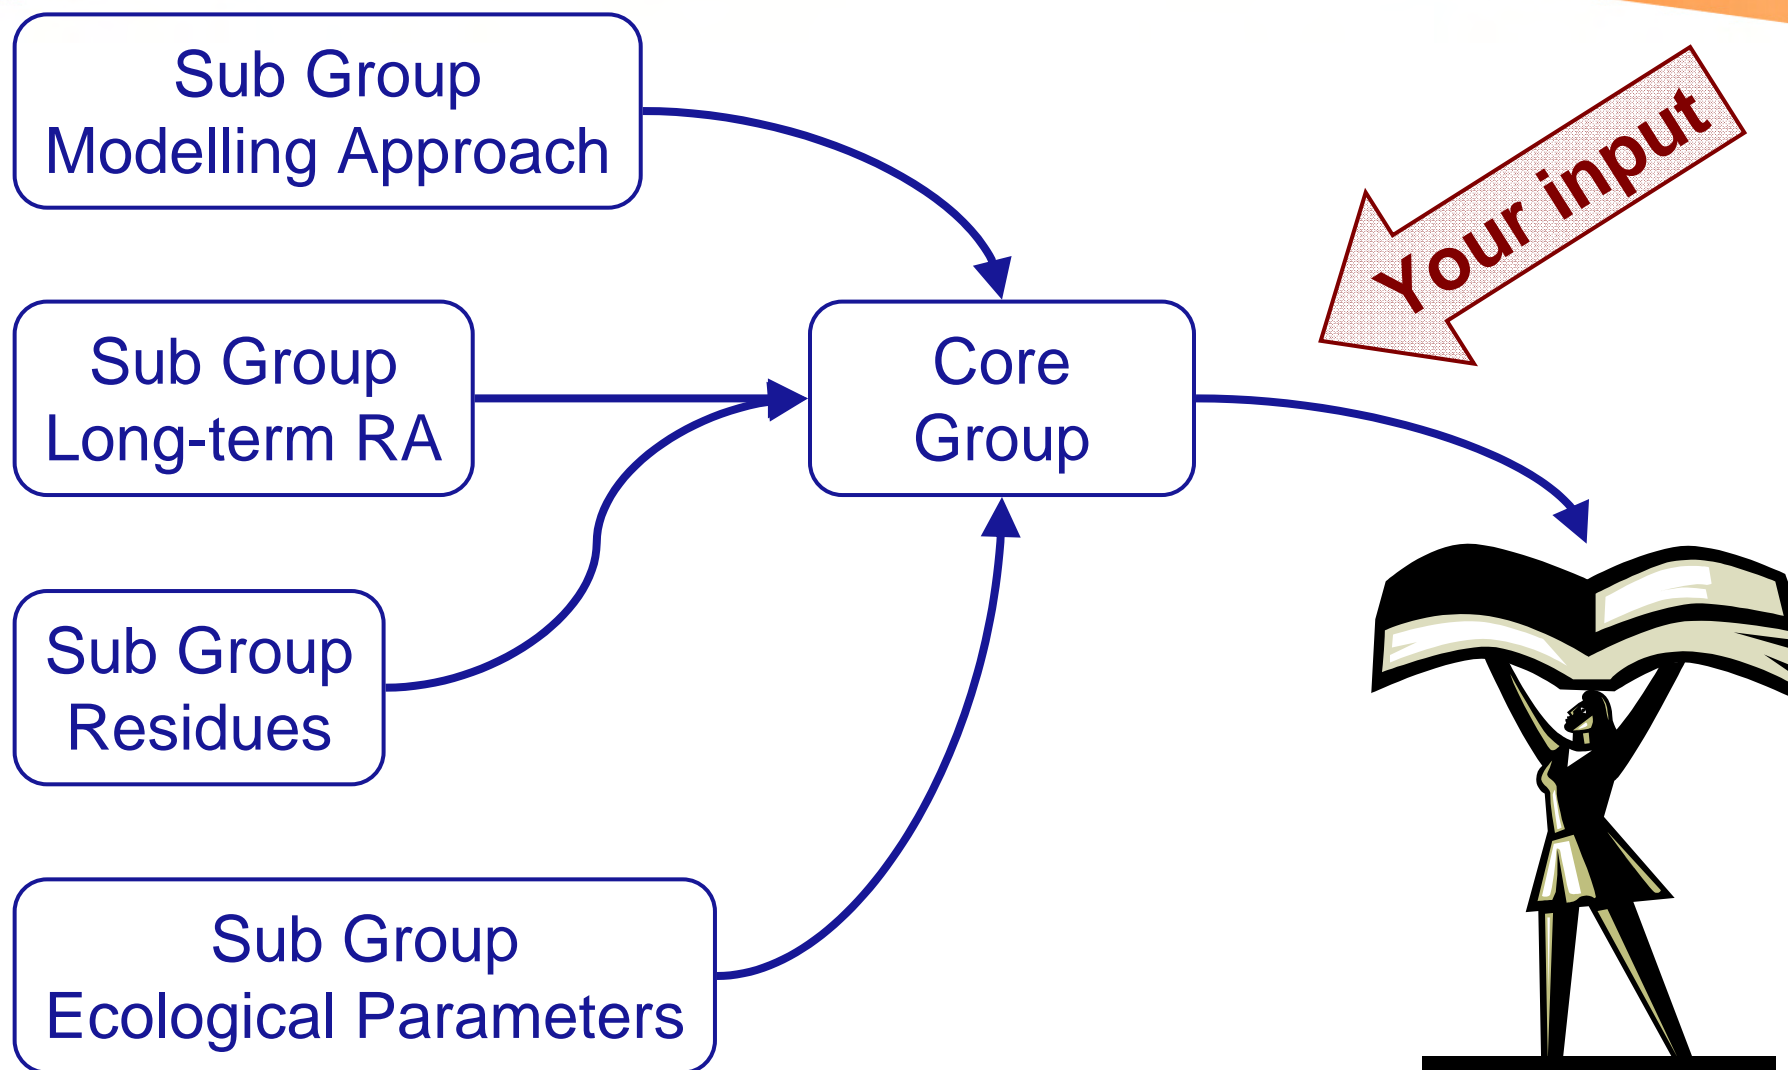 Sub Group
Modelling Approach
Your input
Sub Group
Long-term RA
Core
Group
Sub Group
Residues
Sub Group
Ecological Parameters